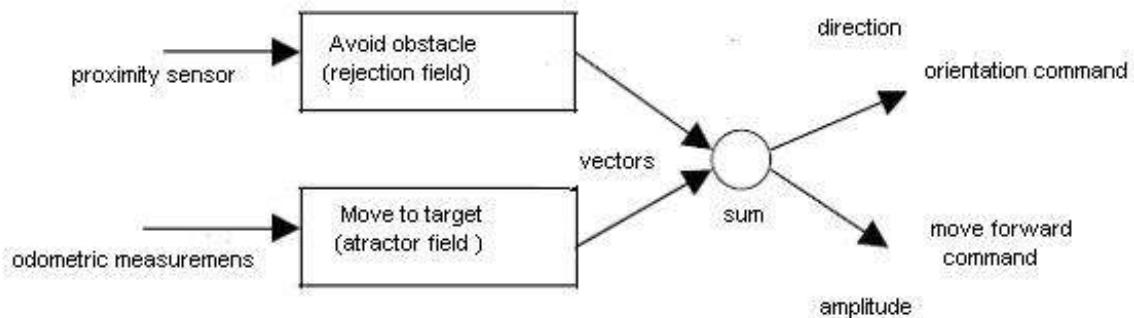 proximity sensor
Avoid obstacle
(rejection field)
direction
orientation command
vectors
sum
odometric measuremens
Move to target
(atractor field )
move forward
command
amplitude